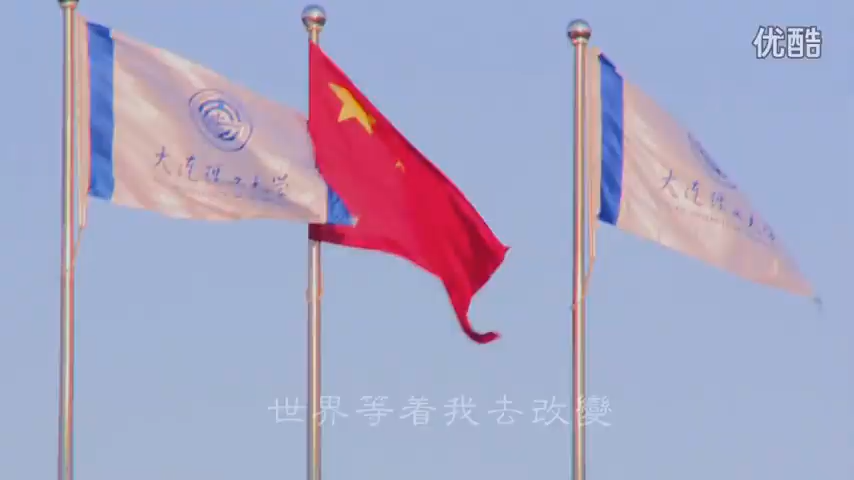 优酷
大连理工大学
大连理工大学
世界等着我去改變